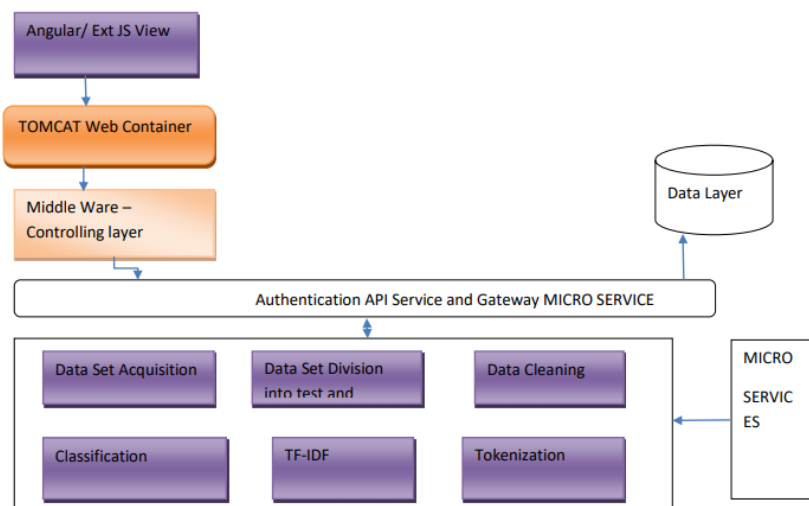 Angular/ Ext JS View
TOMCAT Web Container
Middle Ware –
Controlling layer
Data Layer
Authentication API Service and Gateway MICRO SERVICE
Data Set Acquisition
Data Set Division
into test and
Data Cleaning
MICRO
SERVIC
ES
Classification
TF-IDF
Tokenization